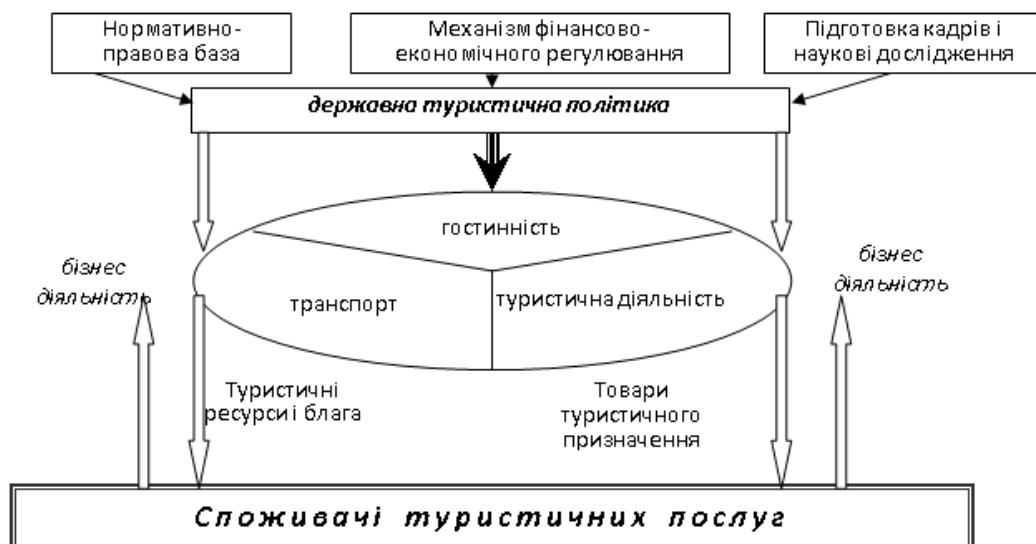 Нормативно-
правова база
Механізм фінансово-
економічного регулювання
Підготовка кадрів і
наукові дослідження
державна туристична політика
гостинність
бізнес
діяльність
транспорт
туристична діяльність
бізнес
діяльність
Туристичні
ресурси і блага
Товари
туристичного
призначення
Споживачі туристичних послуг